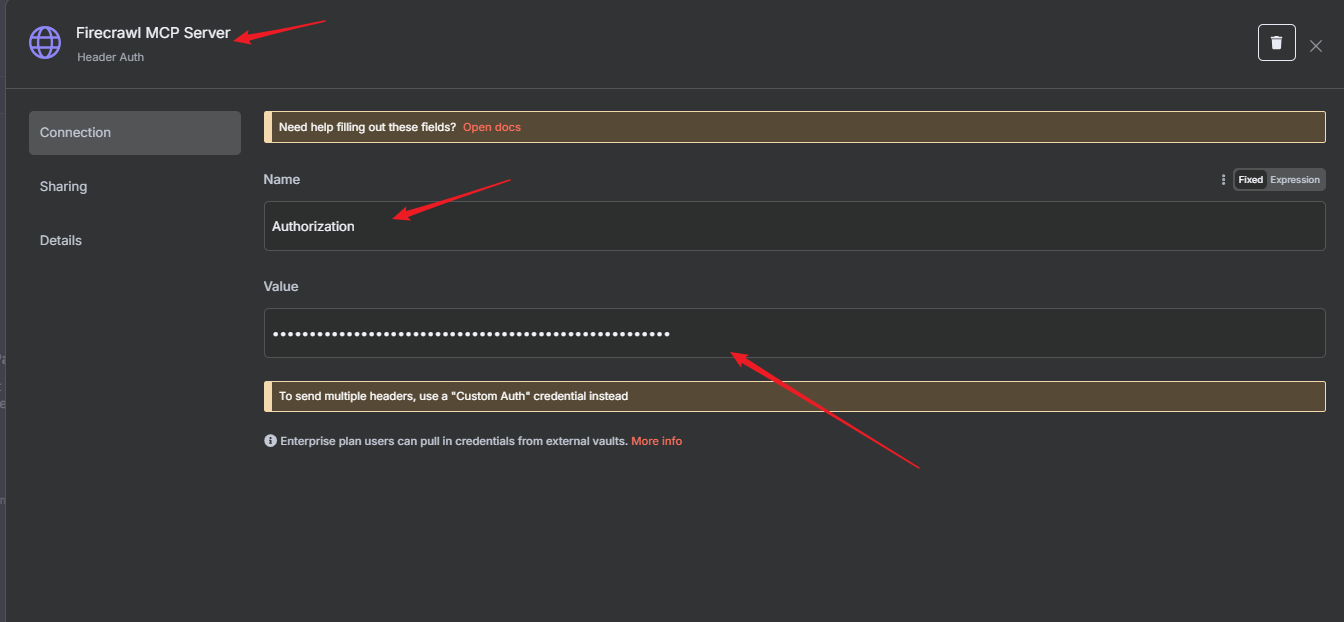 Firecrawl MCP Server
Header Auth
Connection
Sharing
Details
Need help filling out these fields? Open docs
Name
Fixed Expression
Authorization
Value
••••••••••••••••••••••••••••••••••••••••••••••••••••••
To send multiple headers, use a "Custom Auth" credential instead
Enterprise plan users can pull in credentials from external vaults. More info